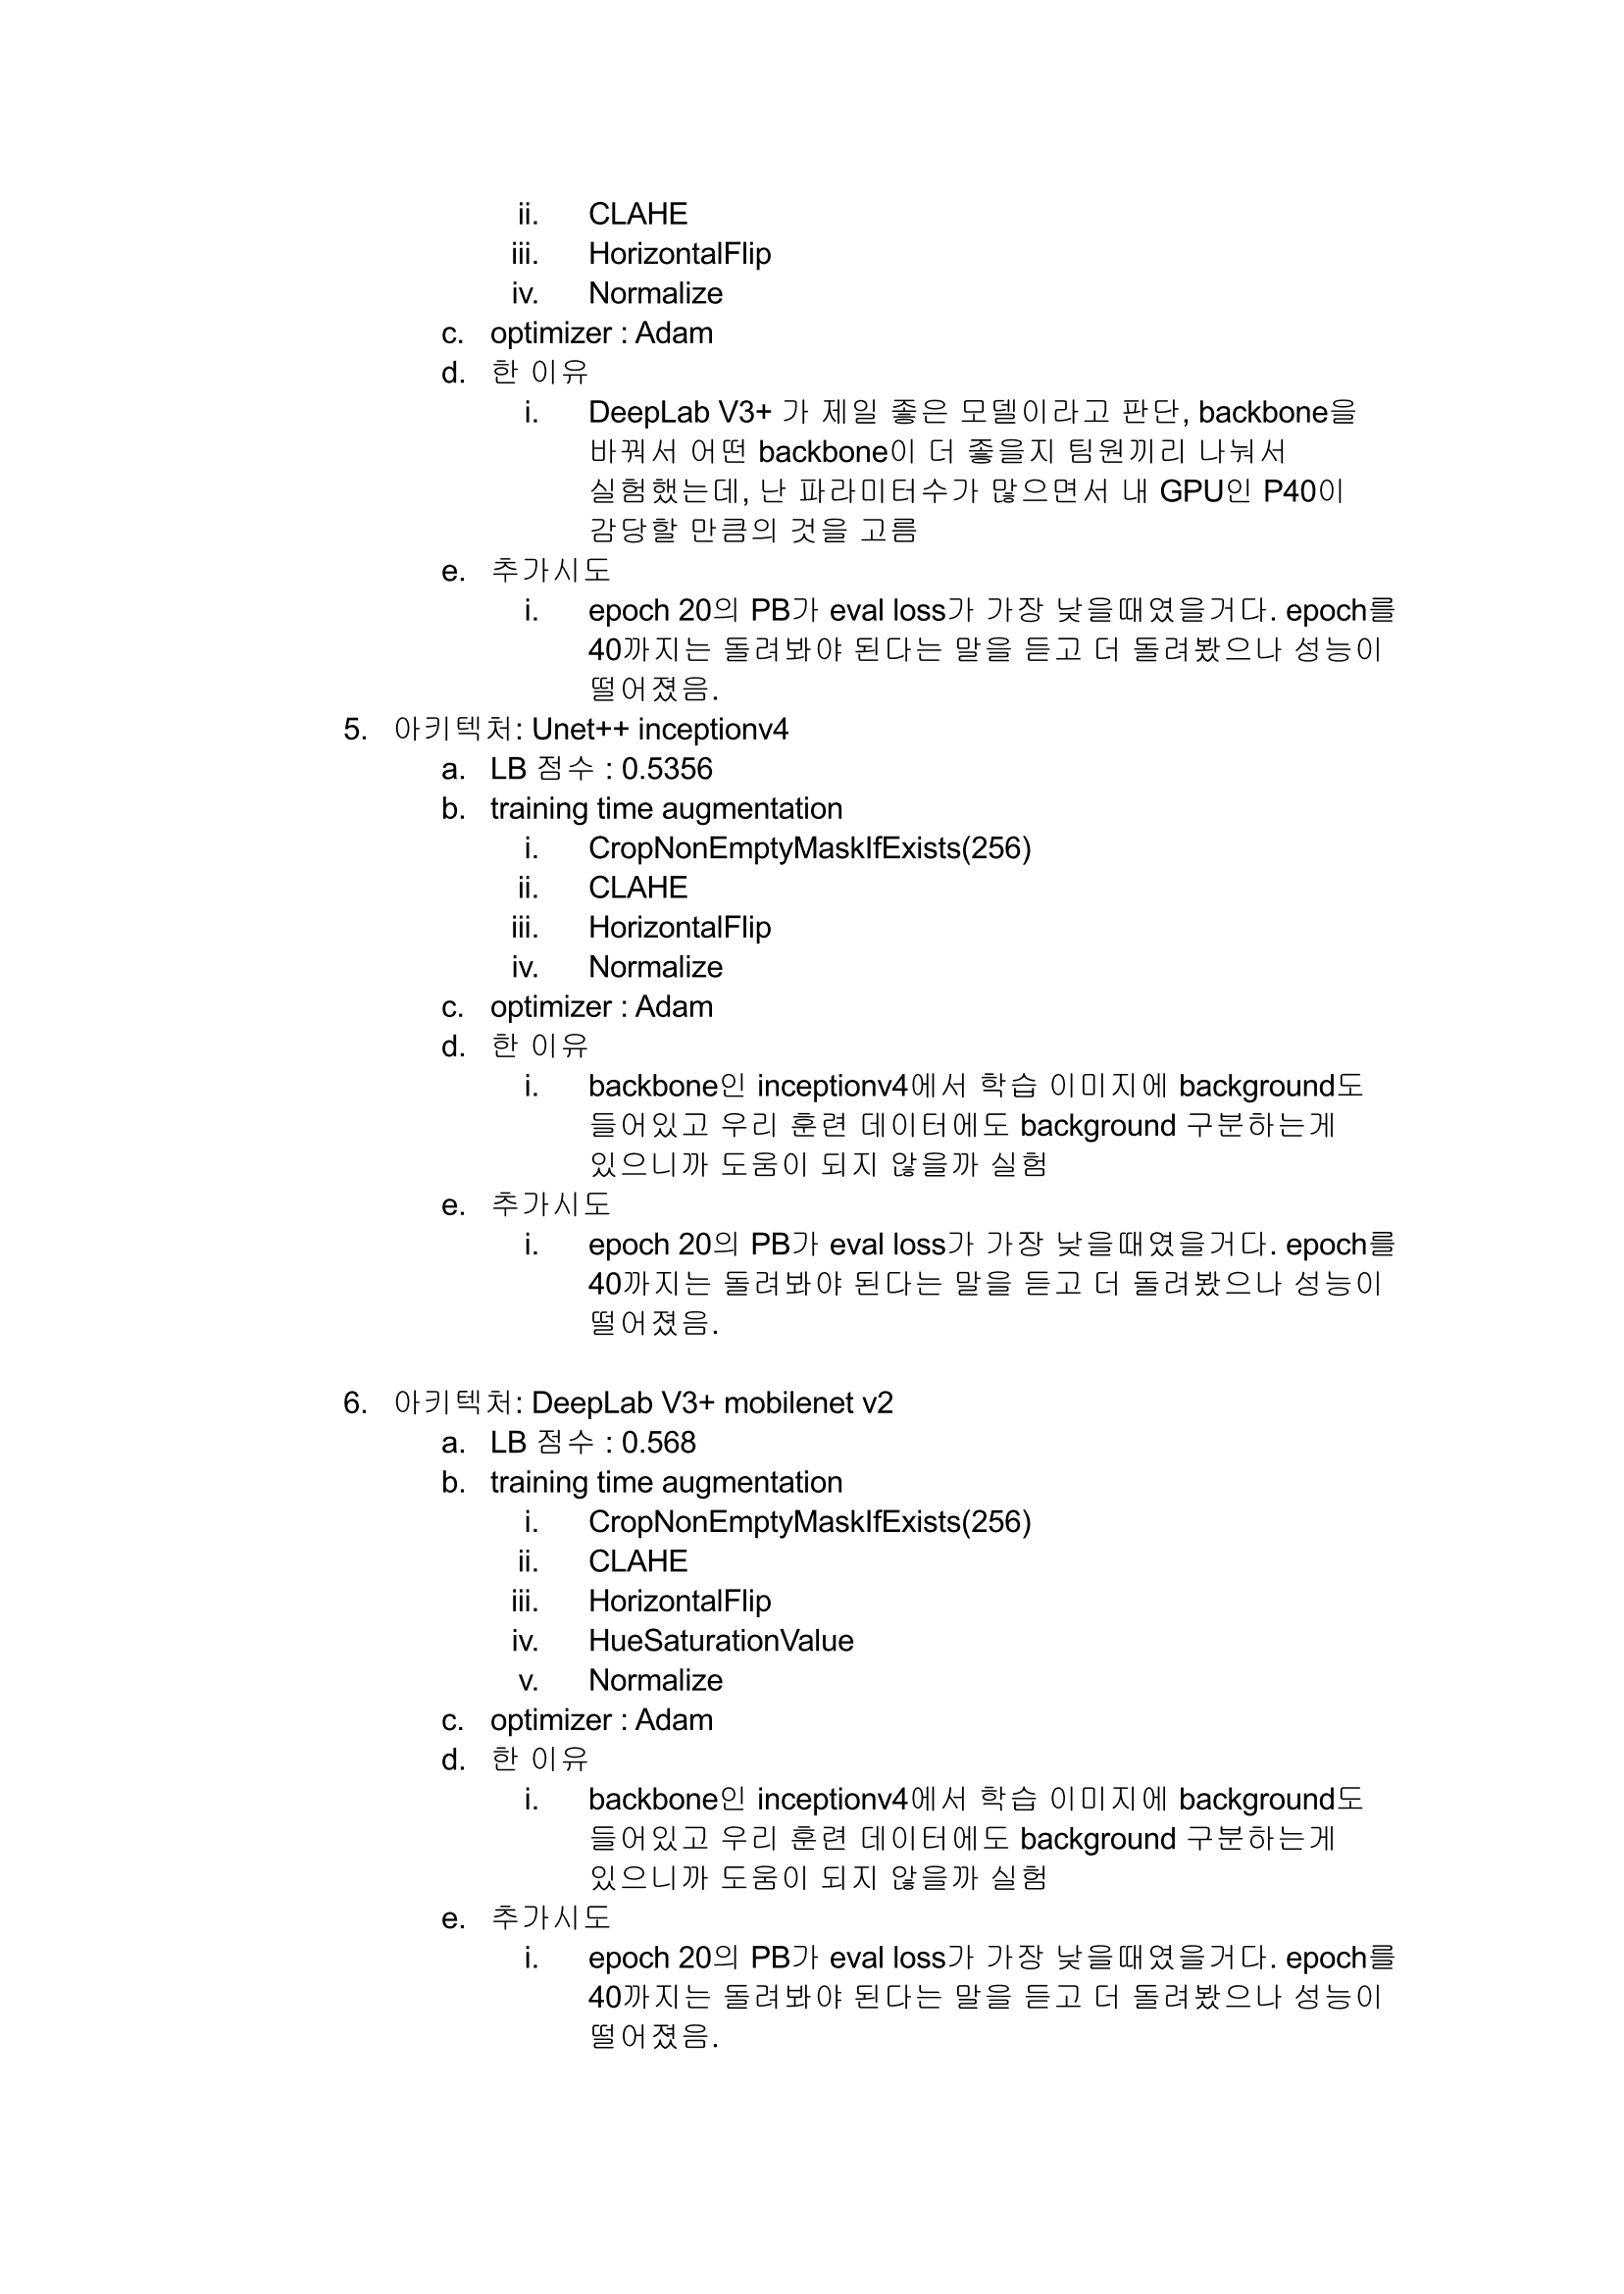 ii. CLAHE
iii. HorizontalFlip
iv. Normalize
c. optimizer : Adam
d. 한 이유
i. DeepLab V3+ 가 제일 좋은 모델이라고 판단, backbone을
바꿔서 어떤 backbone이 더 좋을지 팀원끼리 나눠서
실험했는데, 난 파라미터수가 많으면서 내 GPU인 P40이
감당할 만큼의 것을 고름
e. 추가시도
i. epoch 20의 PB가 eval loss가 가장 낮을때였을거다. epoch를
40까지는 돌려봐야 된다는 말을 듣고 더 돌려봤으나 성능이
떨어졌음.
5. 아키텍처: Unet++ inceptionv4
a. LB 점수 : 0.5356
b. training time augmentation
i. CropNonEmptyMaskIfExists(256)
ii. CLAHE
iii. HorizontalFlip
iv. Normalize
c. optimizer : Adam
d. 한 이유
i. backbone인 inceptionv4에서 학습 이미지에 background도
들어있고 우리 훈련 데이터에도 background 구분하는게
있으니까 도움이 되지 않을까 실험
e. 추가시도
i. epoch 20의 PB가 eval loss가 가장 낮을때였을거다. epoch를
40까지는 돌려봐야 된다는 말을 듣고 더 돌려봤으나 성능이
떨어졌음.
6. 아키텍처: DeepLab V3+ mobilenet v2
a. LB 점수 : 0.568
b. training time augmentation
i. CropNonEmptyMaskIfExists(256)
ii. CLAHE
iii. HorizontalFlip
iv. HueSaturationValue
v. Normalize
c. optimizer : Adam
d. 한 이유
i. backbone인 inceptionv4에서 학습 이미지에 background도
들어있고 우리 훈련 데이터에도 background 구분하는게
있으니까 도움이 되지 않을까 실험
e. 추가시도
i. epoch 20의 PB가 eval loss가 가장 낮을때였을거다. epoch를
40까지는 돌려봐야 된다는 말을 듣고 더 돌려봤으나 성능이
떨어졌음.